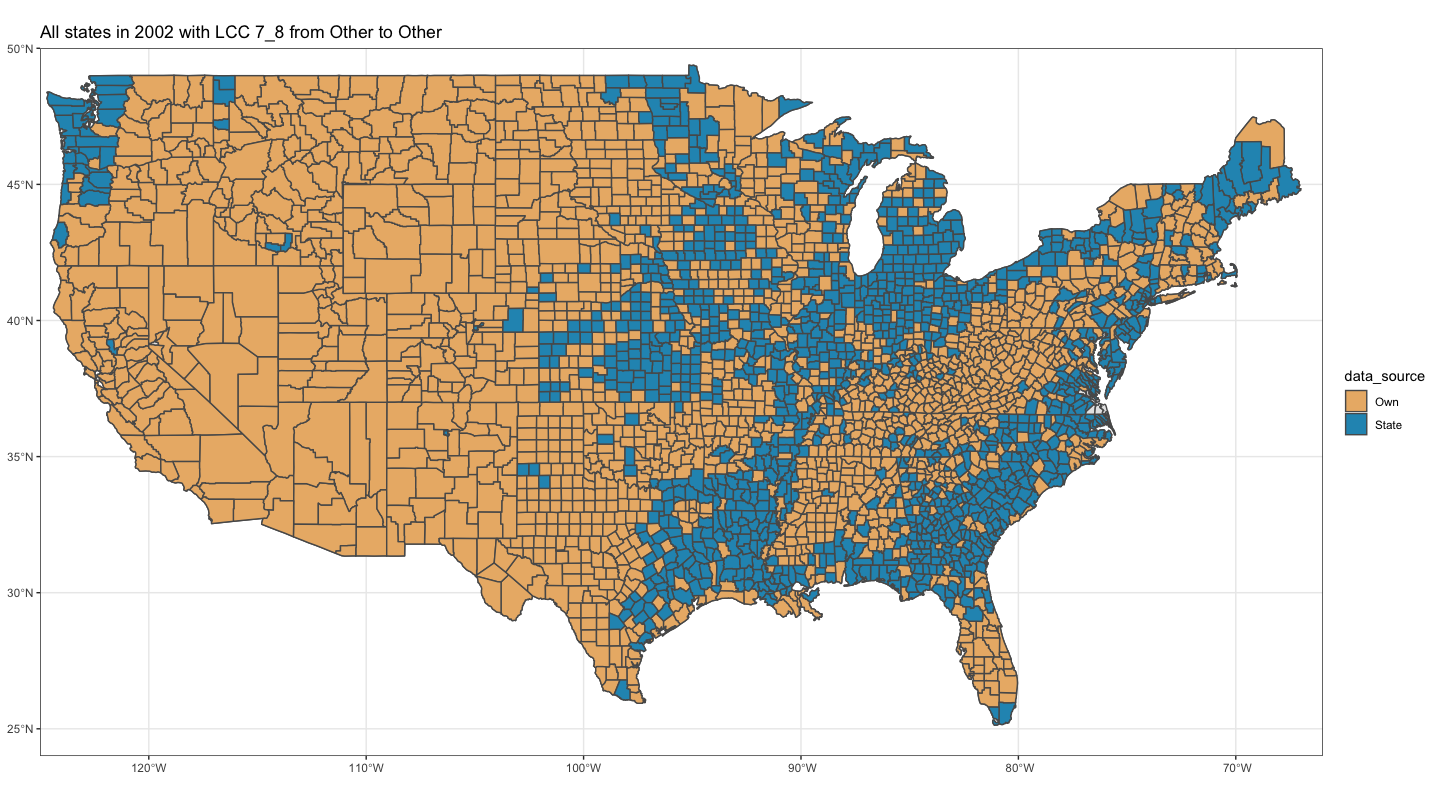 All states in 2002 with LCC 7_8 from Other to Other
50°N
45°N
40°N
35°N
30°N
25°N
120°W
110°W
100°W
90°W
80°W
70°W
data_source
Own
State